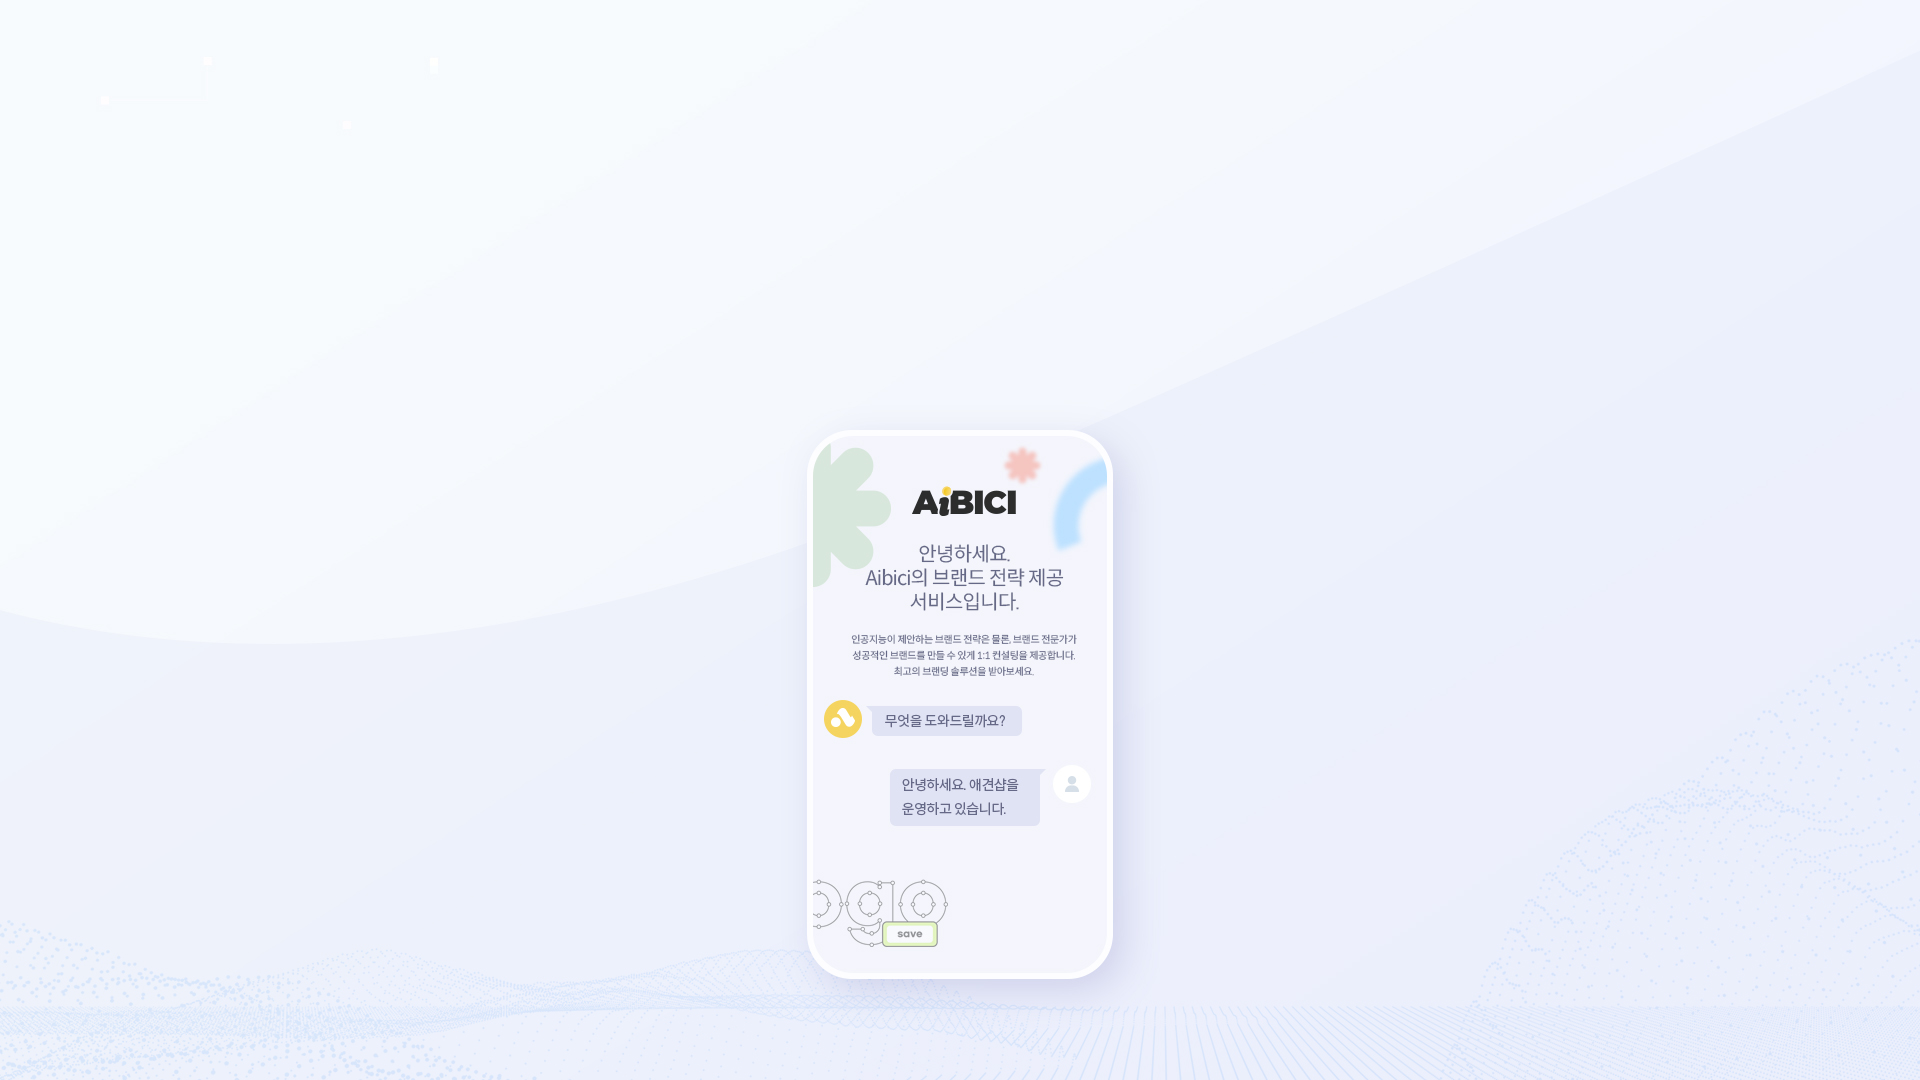 AiBICI
안녕하세요.
Aibici의 브랜드 전략 제공
서비스입니다.
인공지능이 제안하는 브랜드 전략은 물론, 브랜드 전문가가
성공적인 브랜드를 만들 수 있게 1:1 컨설팅을 제공합니다.
최고의 브랜딩 솔루션을 받아보세요.
무엇을 도와드릴까요?
안녕하세요. 애견샵을
운영하고 있습니다.
ogo
save